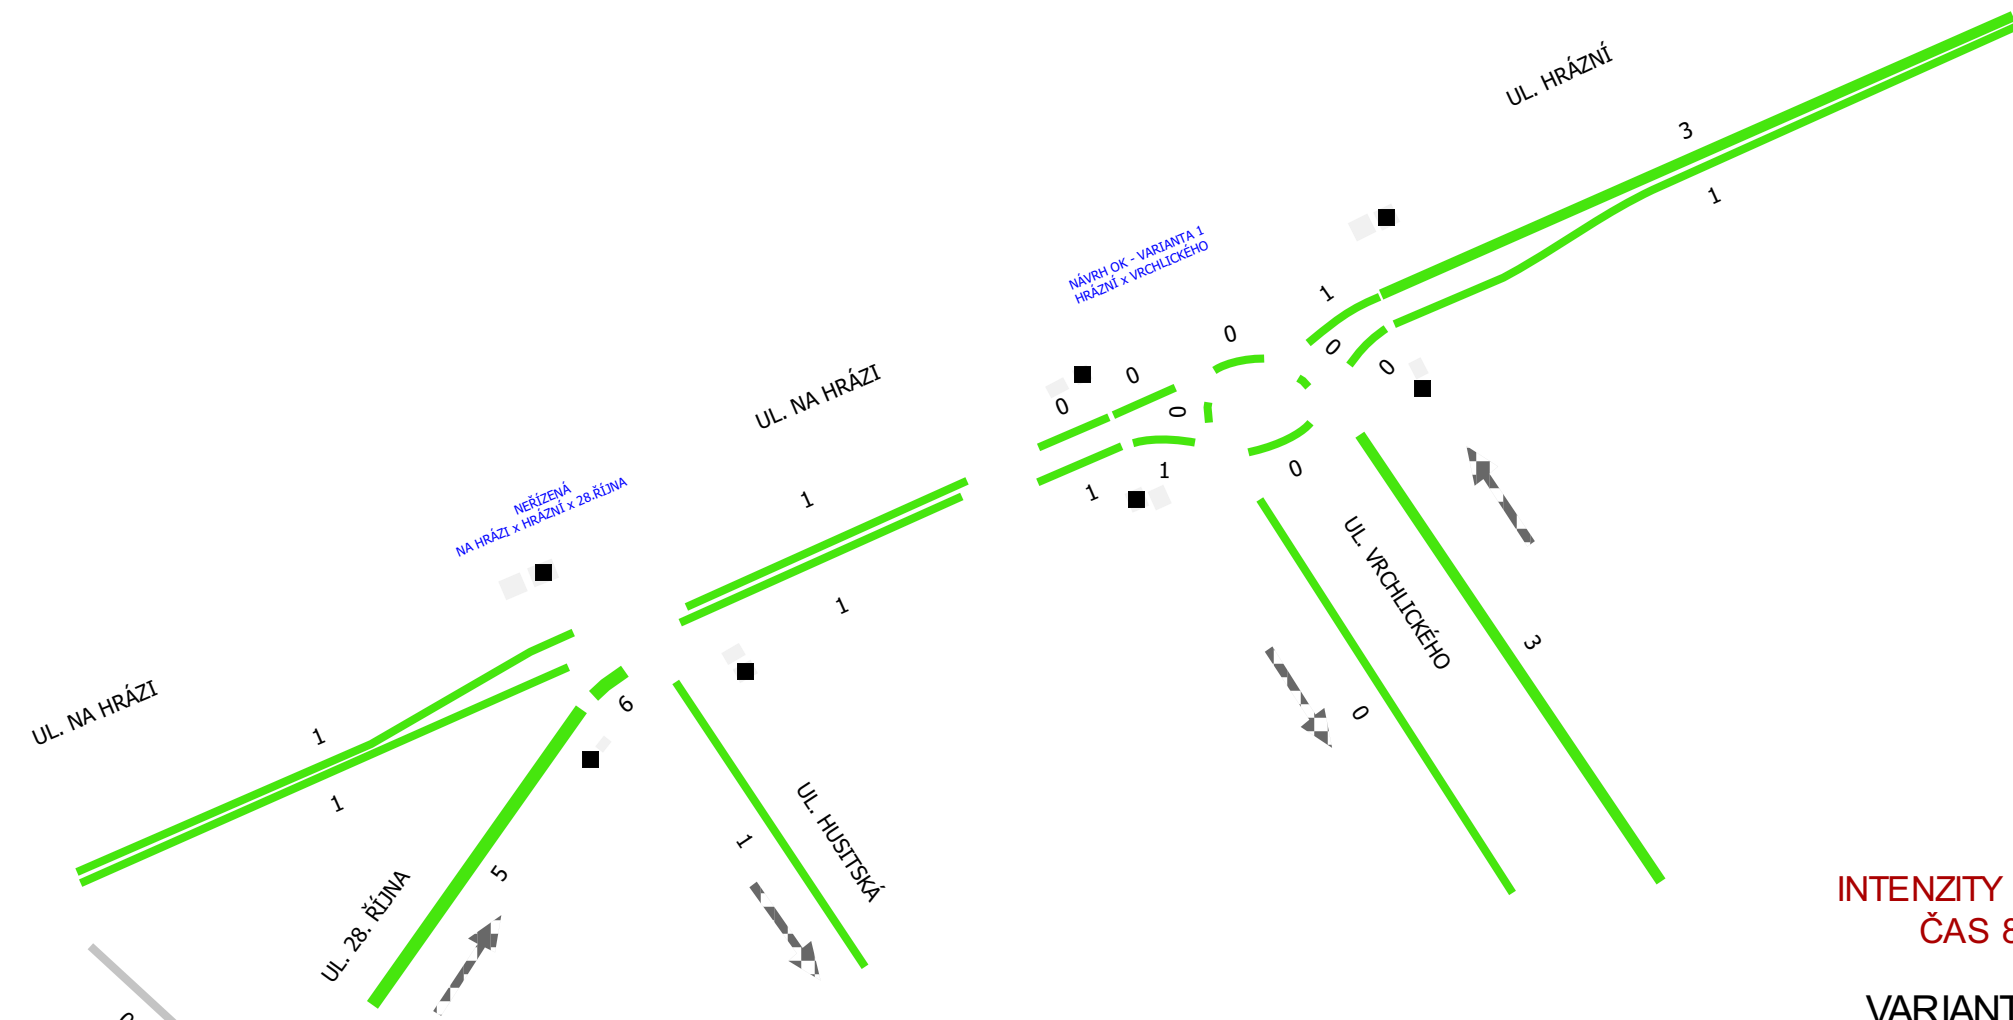 UL. HRÁZNÍ
3
1
NÁVRH OK - VARIANTA 1
HRÁZNÍ x VRCHLICKÉHO
1
0
0
0
0
0
0
1
1
0
UL. NA HRÁZI
1
1
NEŘÍZENÁ
NA HRÁZI x HRÁZNÍ x 28.ŘÍJNA
UL. VRCHLICKÉHO
3
0
UL. NA HRÁZI
1
1
6
5
UL. 28. ŘÍJNA
1
UL. HUSITSKÁ
INTENZITY
ČAS 8
VARIANT